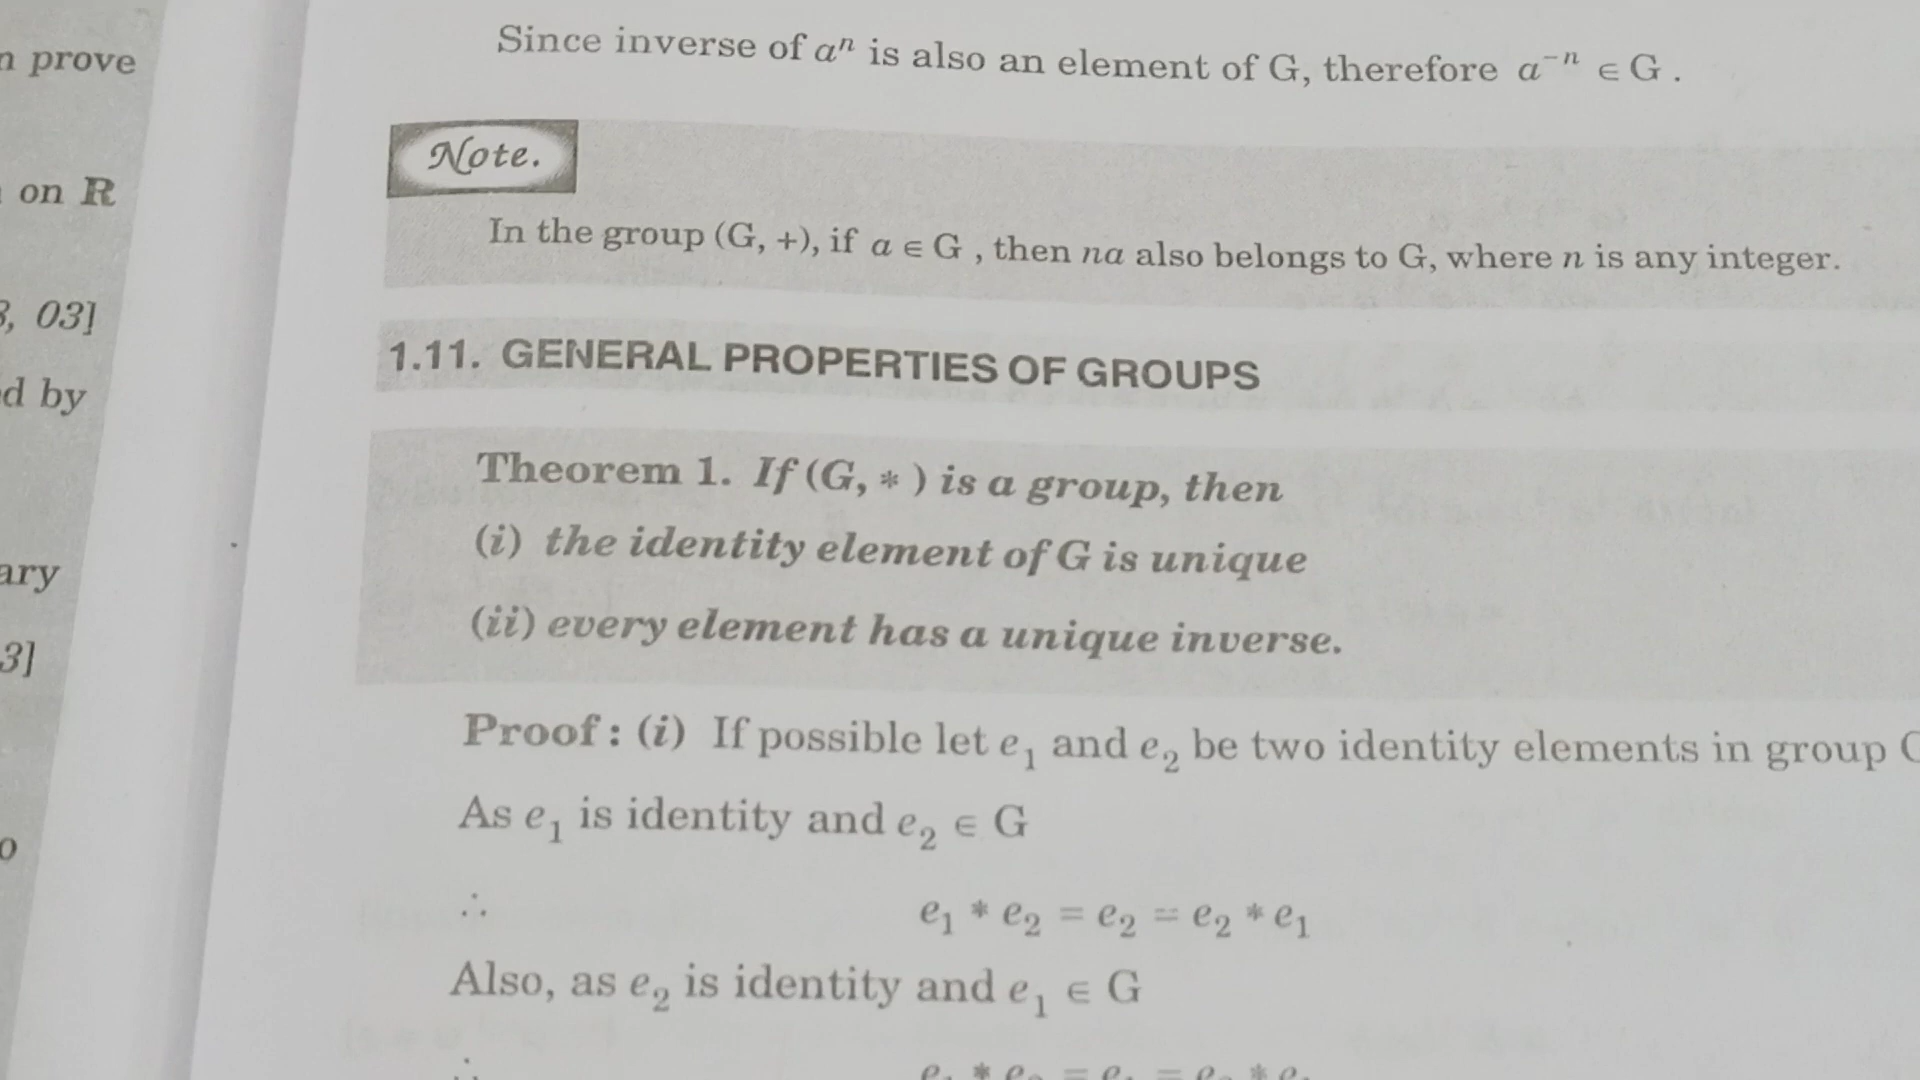 n prove
on R
3, 03]
d by
ary
3]
o
Since inverse of aⁿ is also an element of G, therefore a⁻ⁿ ∈ G.
Note.
In the group (G, +), if a ∈ G, then na also belongs to G, where n is any integer.
1.11. GENERAL PROPERTIES OF GROUPS
Theorem 1. If (G, * ) is a group, then
(i) the identity element of G is unique
(ii) every element has a unique inverse.
Proof : (i) If possible let e₁ and e₂ be two identity elements in group
As e₁ is identity and e₂ ∈ G
∴ e₁ * e₂ = e₂ = e₂ * e₁
Also, as e₂ is identity and e₁ ∈ G